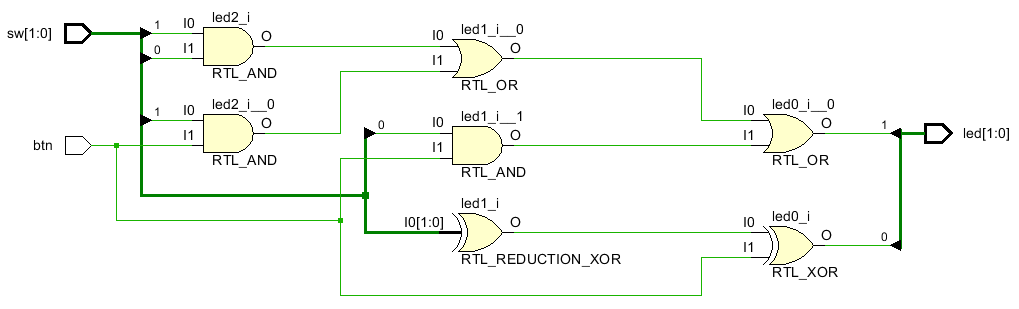 led2_i
1 I0
O
sw[1:0]
0 I1
RTL_AND
led1_i__0
I0
O
I1
RTL_OR
led2_i__0
1 I0
O
I1
RTL_AND
btn
led1_i__1
0 I0
O
I1
RTL_AND
led0_i__0
I0
O
I1
RTL_OR
1
led[1:0]
led1_i
I0[1:0]
O
RTL_REDUCTION_XOR
led0_i
I0
O
I1
RTL_XOR
0